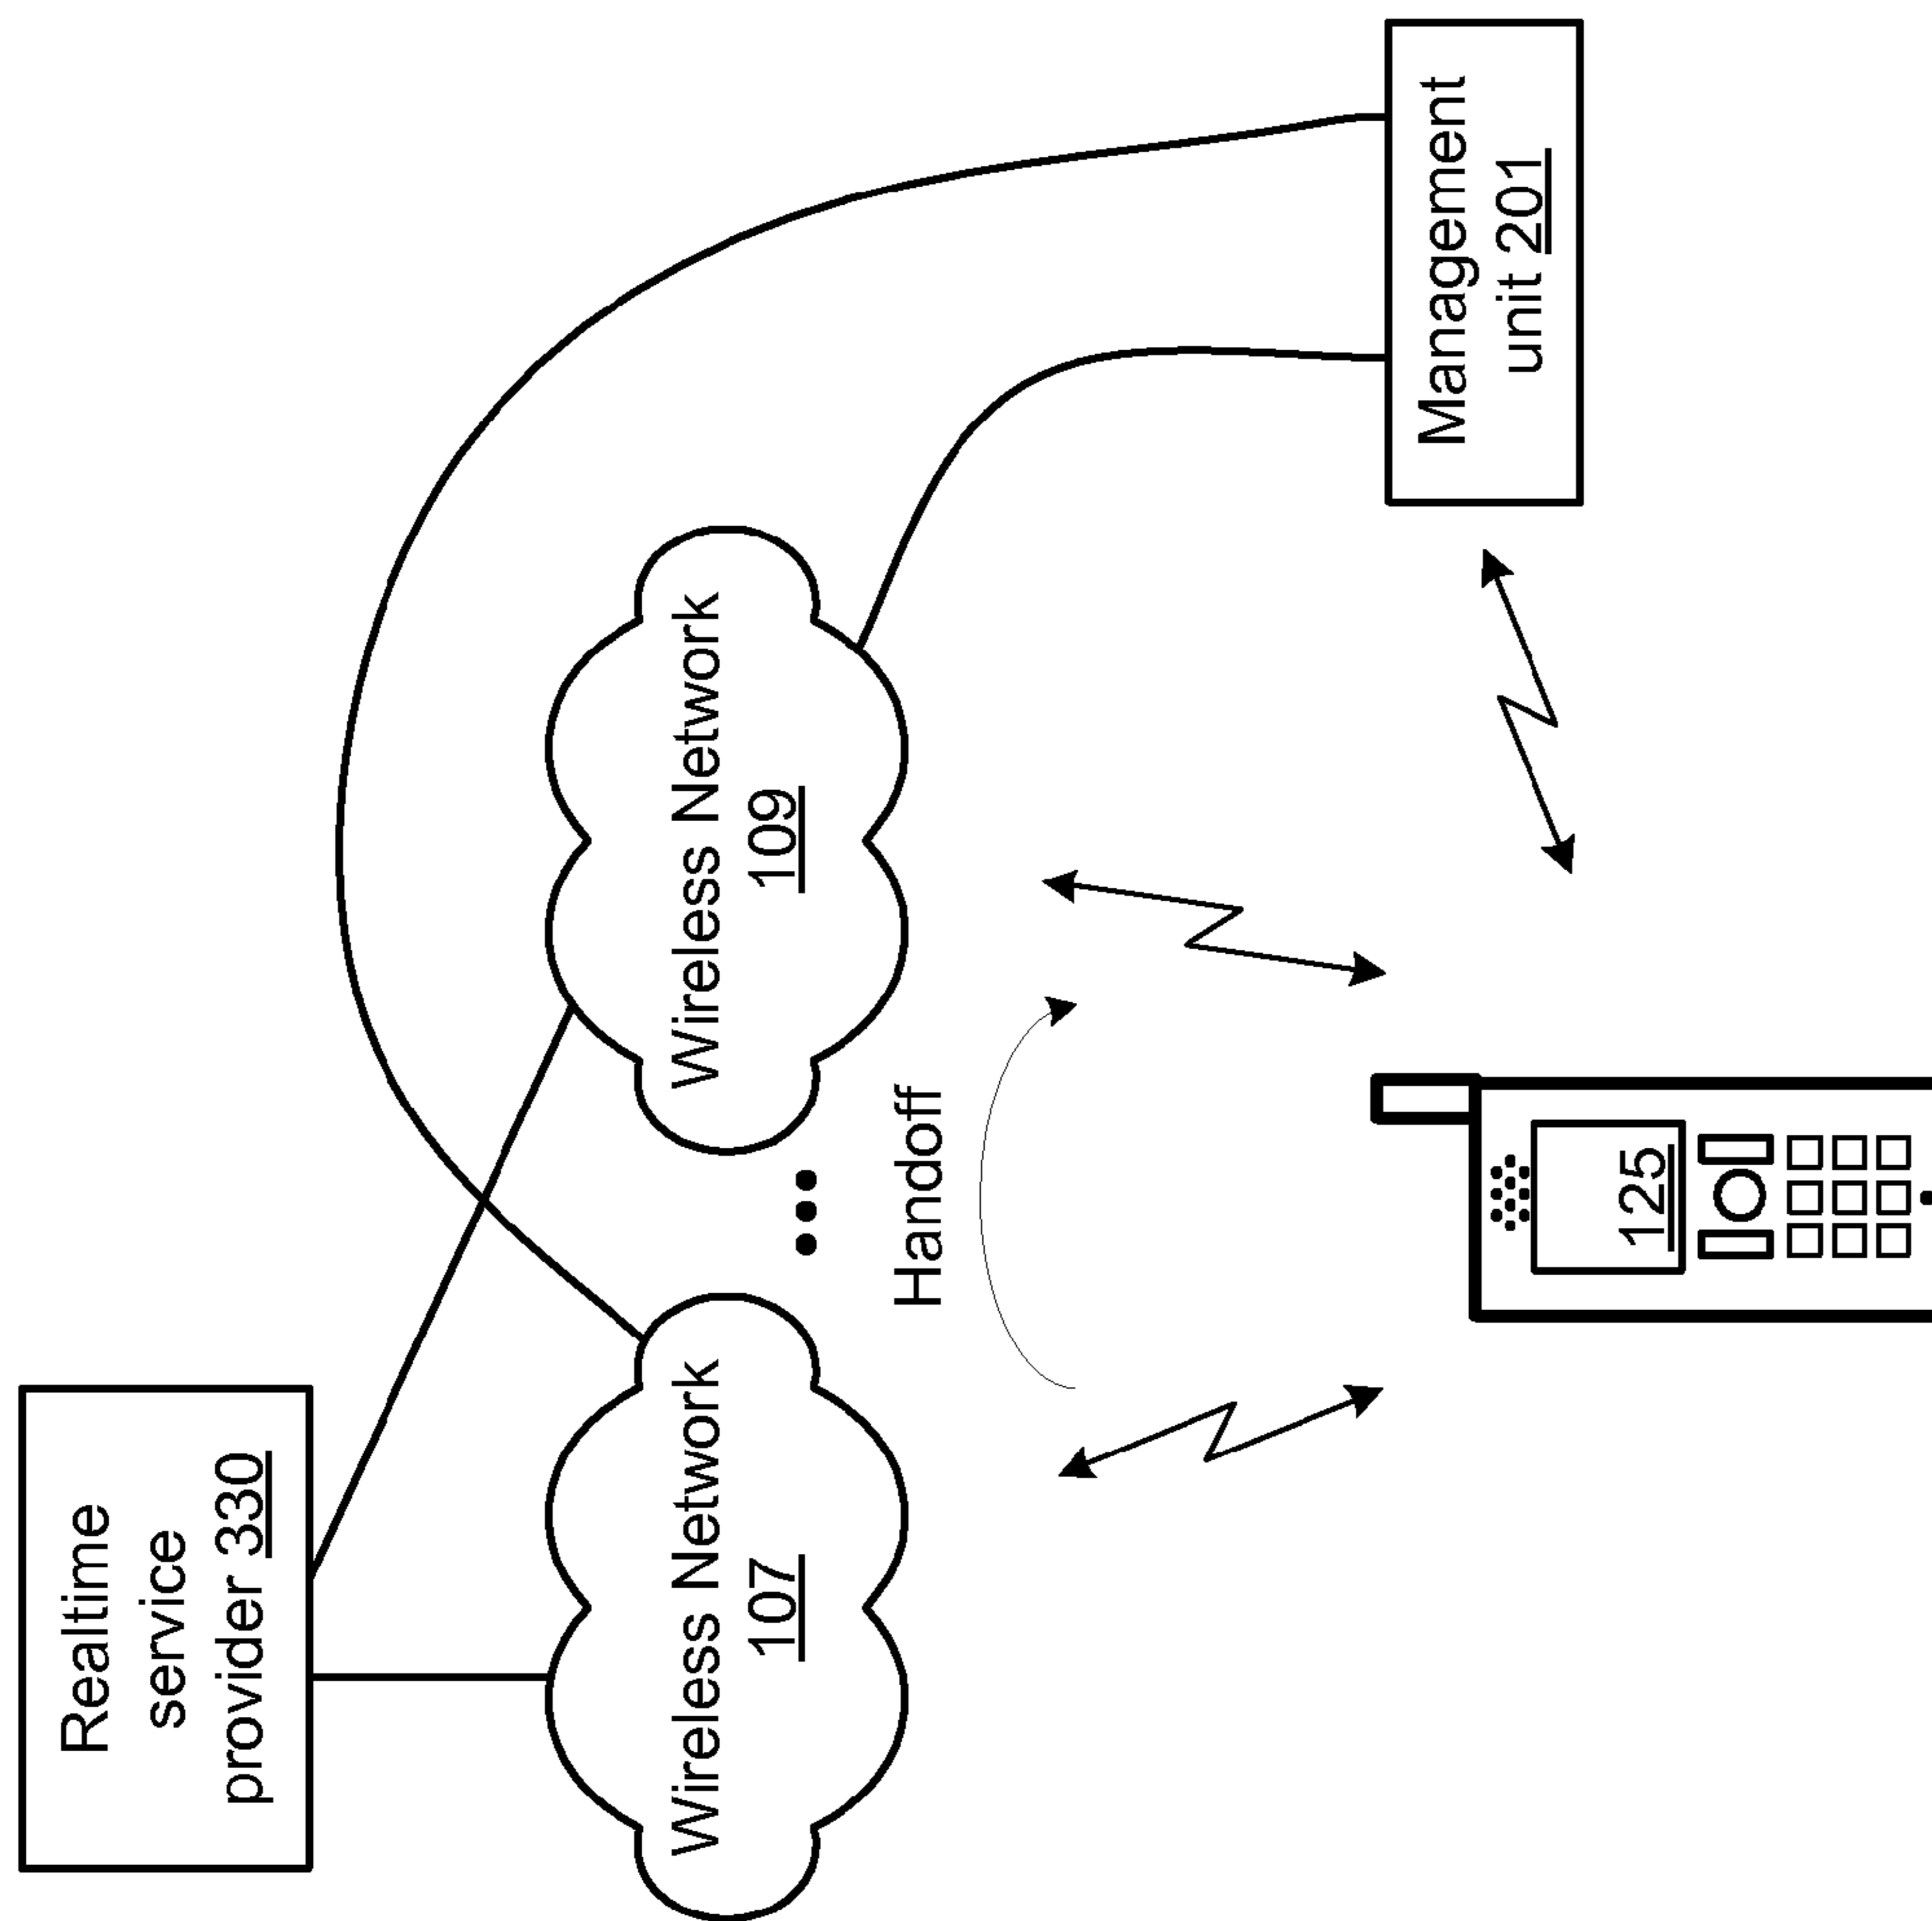 Realtime
service
provider 330
Wireless Network
107
Wireless Network
109
Handoff
Management
unit 201
125